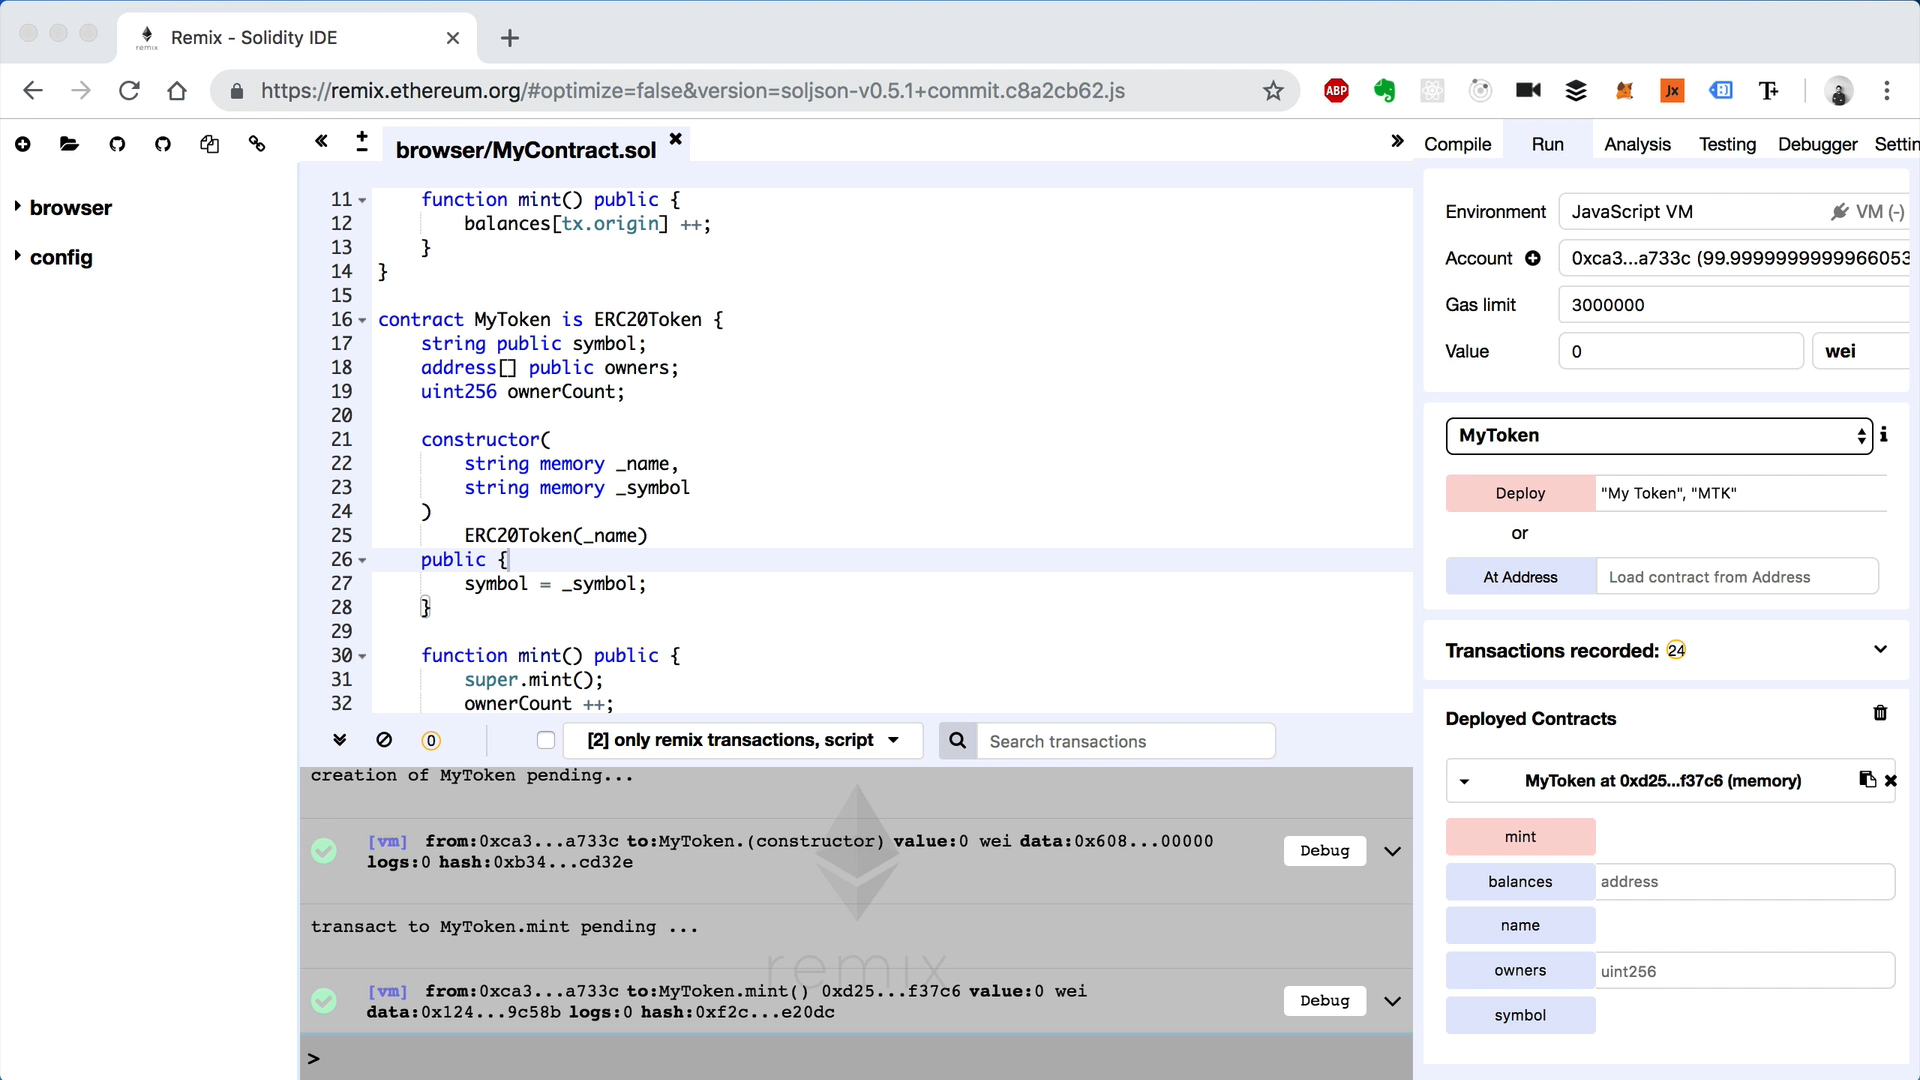 remix
Remix - Solidity IDE
https://remix.ethereum.org/#optimize=false&version=soljson-v0.5.1+commit.c8a2cb62.js
ABP
Jx
T
browser/MyContract.sol
Compile
Run
Analysis
Testing
Debugger
Settin
browser
config
11 function mint() public {
12 balances[tx.origin] ++;
13 }
14 }
15
16 contract MyToken is ERC20Token {
17 string public symbol;
18 address[] public owners;
19 uint256 ownerCount;
20
21 constructor(
22 string memory _name,
23 string memory _symbol
24 )
25 ERC20Token(_name)
26 public {
27 symbol = _symbol;
28 }
29
30 function mint() public {
31 super.mint();
32 ownerCount ++;
0
[2] only remix transactions, script
Search transactions
creation of MyToken pending...
[vm] from:0xca3...a733c to:MyToken.(constructor) value:0 wei data:0x608...00000
logs:0 hash:0xb34...cd32e
Debug
transact to MyToken.mint pending ...
remix
[vm] from:0xca3...a733c to:MyToken.mint() 0xd25...f37c6 value:0 wei
data:0x124...9c58b logs:0 hash:0xf2c...e20dc
Debug
>
Environment JavaScript VM VM (-)
Account 0xca3...a733c (99.9999999999966053
Gas limit 3000000
Value 0 wei
MyToken
i
Deploy "My Token", "MTK"
or
At Address Load contract from Address
Transactions recorded: 24
Deployed Contracts
MyToken at 0xd25...f37c6 (memory)
mint
balances address
name
owners uint256
symbol